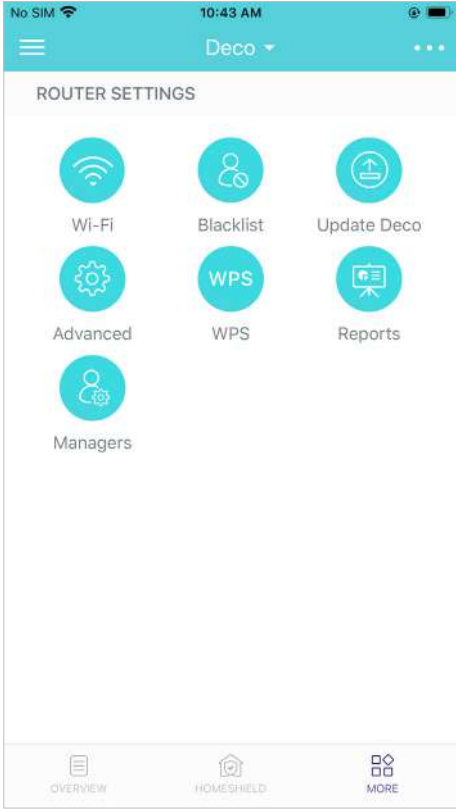 No SIM 10:43 AM
Deco
ROUTER SETTINGS
Wi-Fi Blacklist Update Deco
WPS
Advanced WPS Reports
Managers
OVERVIEW HOMESHIELD MORE